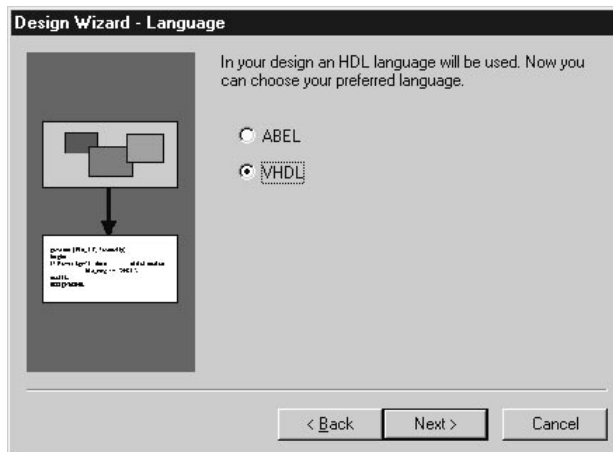 Design Wizard - Language
In your design an HDL language will be used. Now you
can choose your preferred language.
ABEL
VHDL
< Back
Next >
Cancel